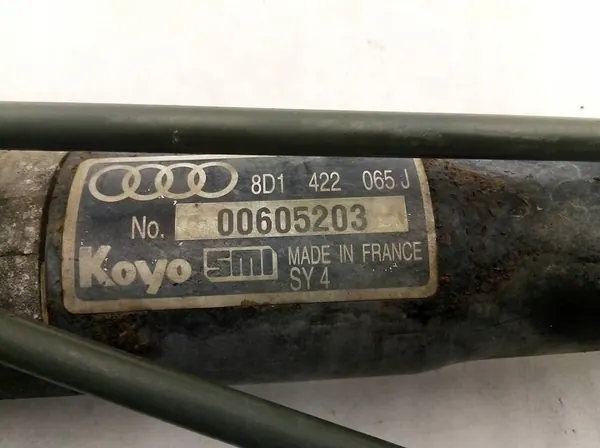 8D1 422 065 J
No. 00605203
Koyo SMI MADE IN FRANCE
SY 4